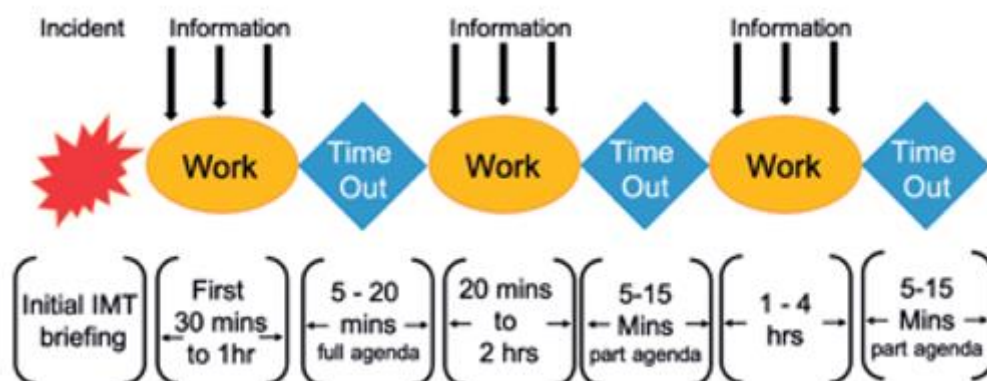 Incident
Information
Information
Information
Work
Time
Out
Work
Time
Out
Work
Time
Out
Initial IMT
briefing
First
30 mins
to 1hr
5 - 20
mins
full agenda
20 mins
to
2 hrs
5-15
Mins
part agenda
1 - 4
hrs
5-15
Mins
part agenda